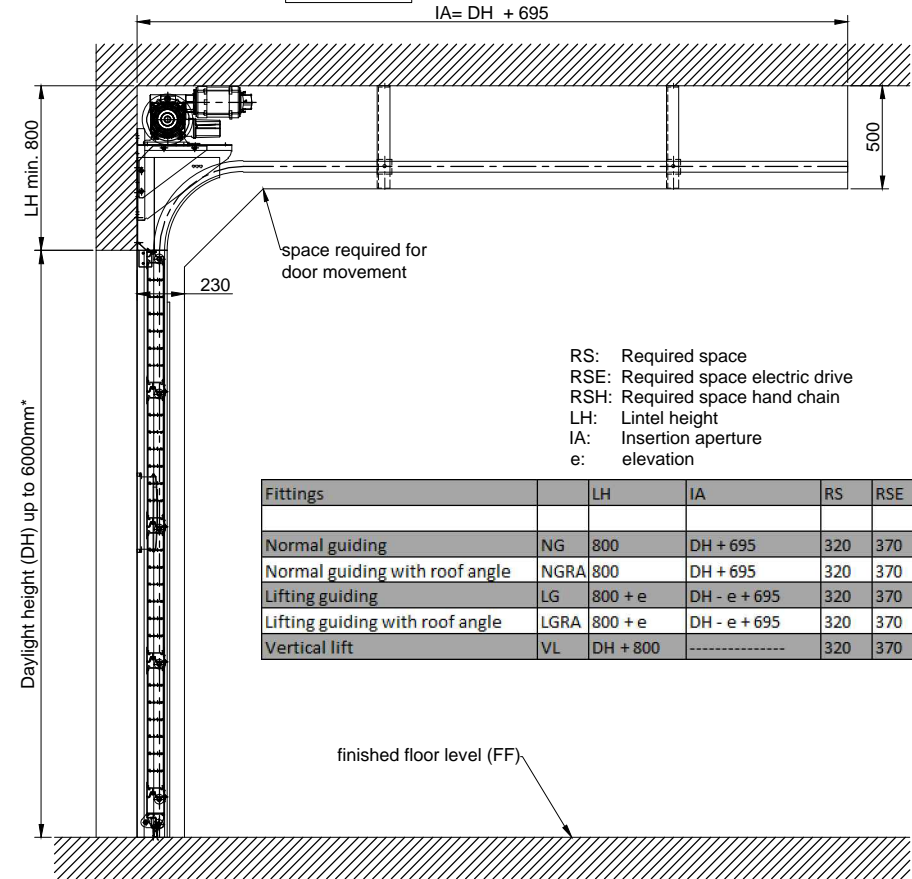 IA= DH + 695
LH min. 800
500
space required for
door movement
230
RS: Required space
RSE: Required space electric drive
RSH: Required space hand chain
LH: Lintel height
IA: Insertion aperture
e: elevation
Daylight height (DH) up to 6000mm*
Fittings LH IA RS RSE
Normal guiding NG 800 DH + 695 320 370
Normal guiding with roof angle NGRA 800 DH + 695 320 370
Lifting guiding LG 800 + e DH - e + 695 320 370
Lifting guiding with roof angle LGRA 800 + e DH - e + 695 320 370
Vertical lift VL DH + 800 --------------- 320 370
finished floor level (FF)